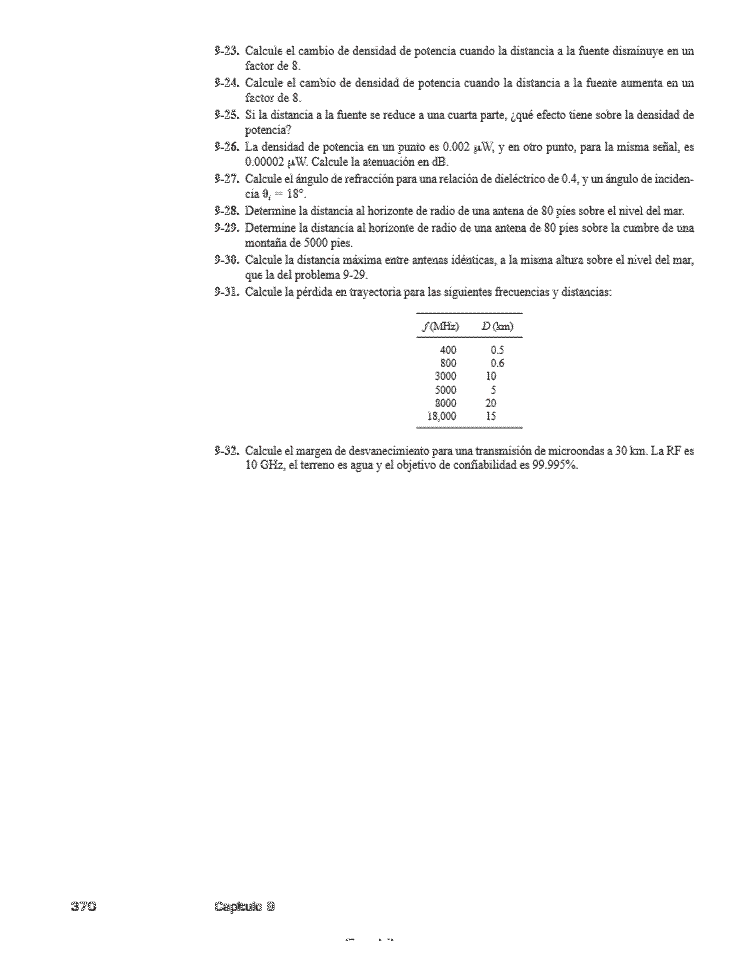 9-23. Calcule el cambio de densidad de potencia cuando la distancia a la fuente disminuye en un
factor de 8.
9-24. Calcule el cambio de densidad de potencia cuando la distancia a la fuente aumenta en un
factor de 8.
9-25. Si la distancia a la fuente se reduce a una cuarta parte, ¿qué efecto tiene sobre la densidad de
potencia?
9-26. La densidad de potencia en un punto es 0.002 μW, y en otro punto, para la misma señal, es
0.00002 μW. Calcule la atenuación en dB.
9-27. Calcule el ángulo de refracción para una relación de dieléctrico de 0.4, y un ángulo de inciden-
cia θi = 18°.
9-28. Determine la distancia al horizonte de radio de una antena de 80 pies sobre el nivel del mar.
9-29. Determine la distancia al horizonte de radio de una antena de 80 pies sobre la cumbre de una
montaña de 5000 pies.
9-30. Calcule la distancia máxima entre antenas idénticas, a la misma altura sobre el nivel del mar,
que la del problema 9-29.
9-31. Calcule la pérdida en trayectoria para las siguientes frecuencias y distancias:
f (MHz) D (km)
400 0.5
800 0.6
3000 10
5000 5
8000 20
18,000 15
9-32. Calcule el margen de desvanecimiento para una transmisión de microondas a 30 km. La RF es
10 GHz, el terreno es agua y el objetivo de confiabilidad es 99.995%.
370 Capítulo 9